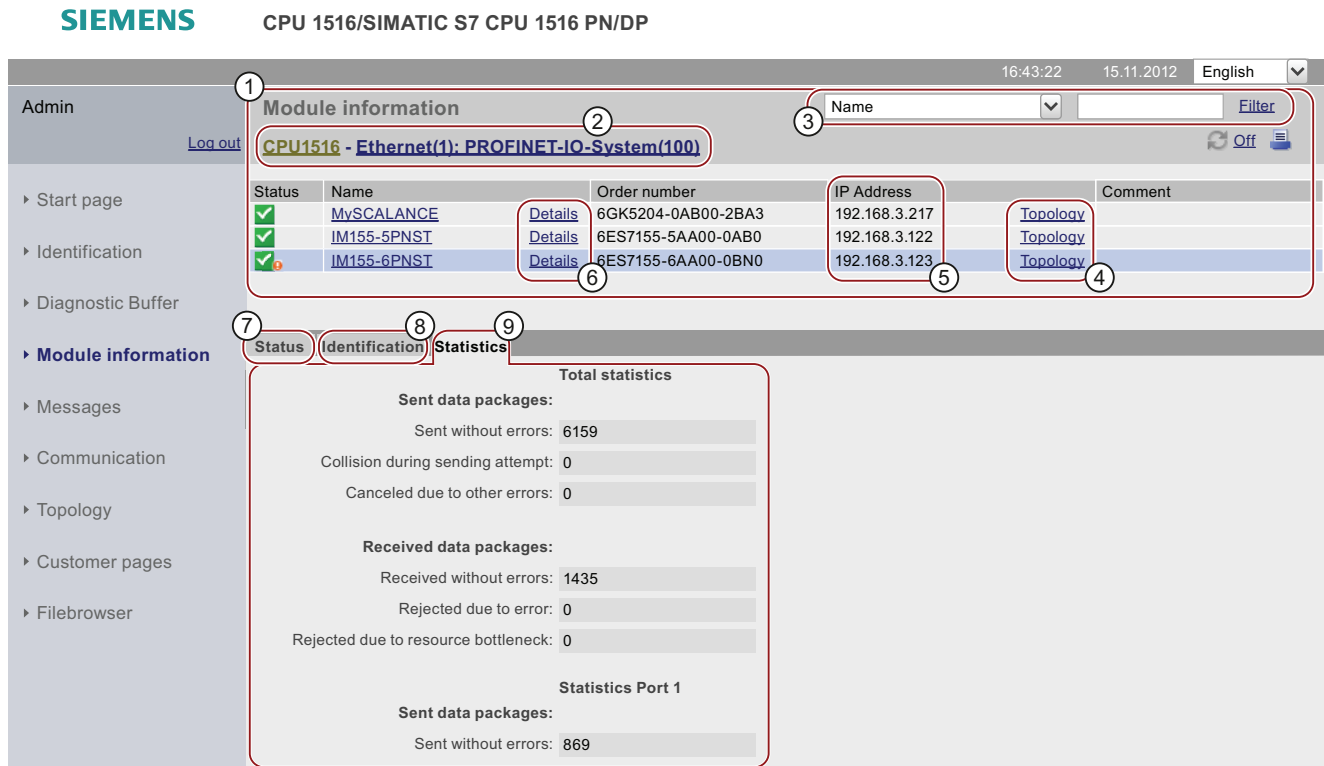 SIEMENS CPU 1516/SIMATIC S7 CPU 1516 PN/DP
16:43:22 15.11.2012 English
1
Admin
Module information
Name
Filter
3
2
Log out
CPU1516 - Ethernet(1): PROFINET-IO-System(100)
Off
Start page
Identification
Diagnostic Buffer
Module information
Messages
Communication
Topology
Customer pages
Filebrowser
Status Name Order number IP Address Comment
MySCALANCE Details 6GK5204-0AB00-2BA3 192.168.3.217 Topology
IM155-5PNST Details 6ES7155-5AA00-0AB0 192.168.3.122 Topology
IM155-6PNST Details 6ES7155-6AA00-0BN0 192.168.3.123 Topology
6 5 4
7 8 9
Status Identification Statistics
Total statistics
Sent data packages:
Sent without errors: 6159
Collision during sending attempt: 0
Canceled due to other errors: 0
Received data packages:
Received without errors: 1435
Rejected due to error: 0
Rejected due to resource bottleneck: 0
Statistics Port 1
Sent data packages:
Sent without errors: 869